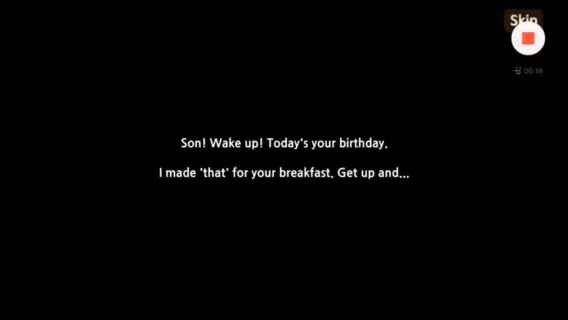 Skip
00:18
Son! Wake up! Today's your birthday.
I made 'that' for your breakfast. Get up and...